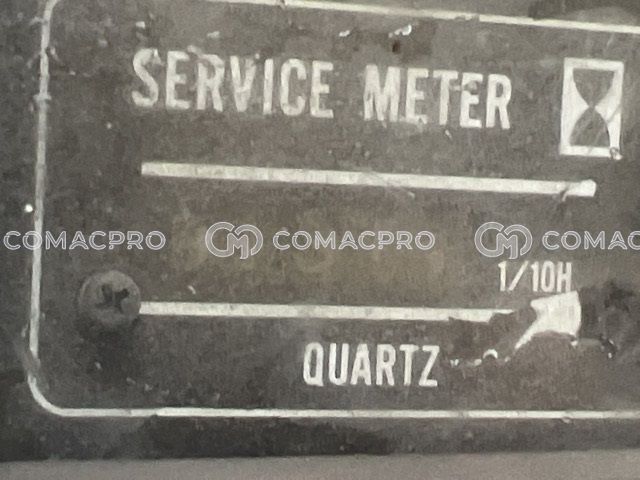 SERVICE METER
COMACPRO COMACPRO COMAC
1/10H
QUARTZ